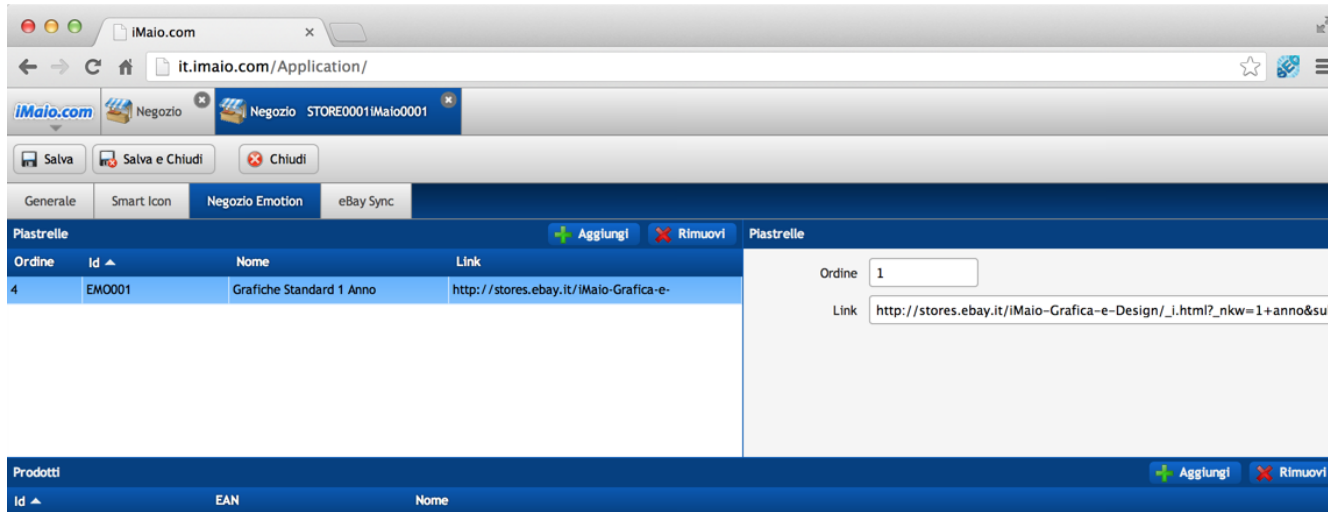 iMaio.com
it.imaio.com/Application/
iMaio.com Negozio Negozio STORE0001iMaio0001
Salva Salva e Chiudi Chiudi
Generale Smart Icon Negozio Emotion eBay Sync
Piastrelle Aggiungi Rimuovi Piastrelle
Ordine Id Nome Link
Ordine 1
4 EMO001 Grafiche Standard 1 Anno http://stores.ebay.it/iMaio-Grafica-e-
Link http://stores.ebay.it/iMaio-Grafica-e-Design/_i.html?_nkw=1+anno&su
Prodotti Aggiungi Rimuovi
Id EAN Nome